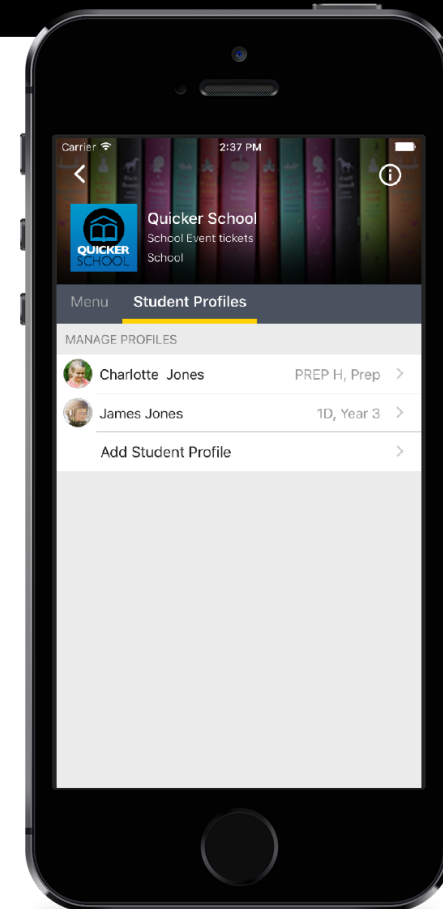 Carrier 2:37 PM
Quicker School
School Event tickets
School
QUICKER
SCHOOL
Menu Student Profiles
MANAGE PROFILES
Charlotte Jones PREP H, Prep
James Jones 1D, Year 3
Add Student Profile